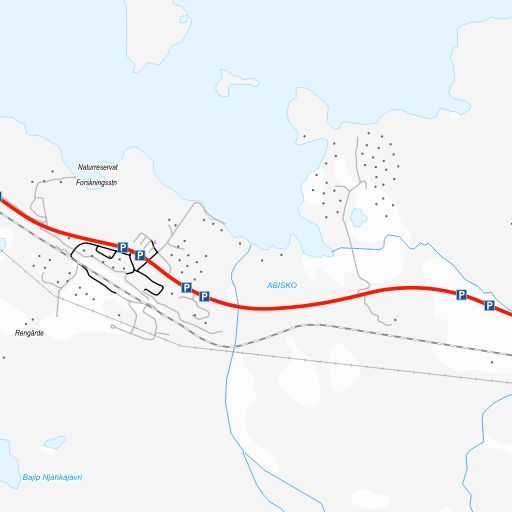 Naturreservat
Forskningsstn
P
P
P
P
ABISKO
P
P
Rengärde
Bajip Njáhkájávri